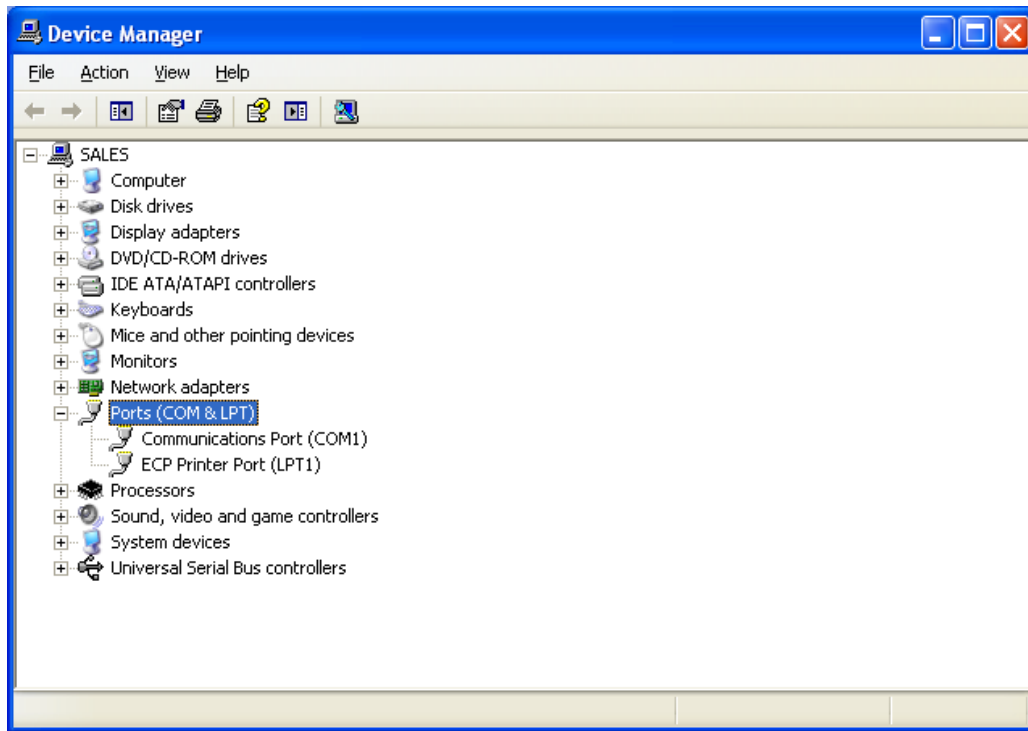 Device Manager
File Action View Help
SALES
Computer
Disk drives
Display adapters
DVD/CD-ROM drives
IDE ATA/ATAPI controllers
Keyboards
Mice and other pointing devices
Monitors
Network adapters
Ports (COM & LPT)
Communications Port (COM1)
ECP Printer Port (LPT1)
Processors
Sound, video and game controllers
System devices
Universal Serial Bus controllers